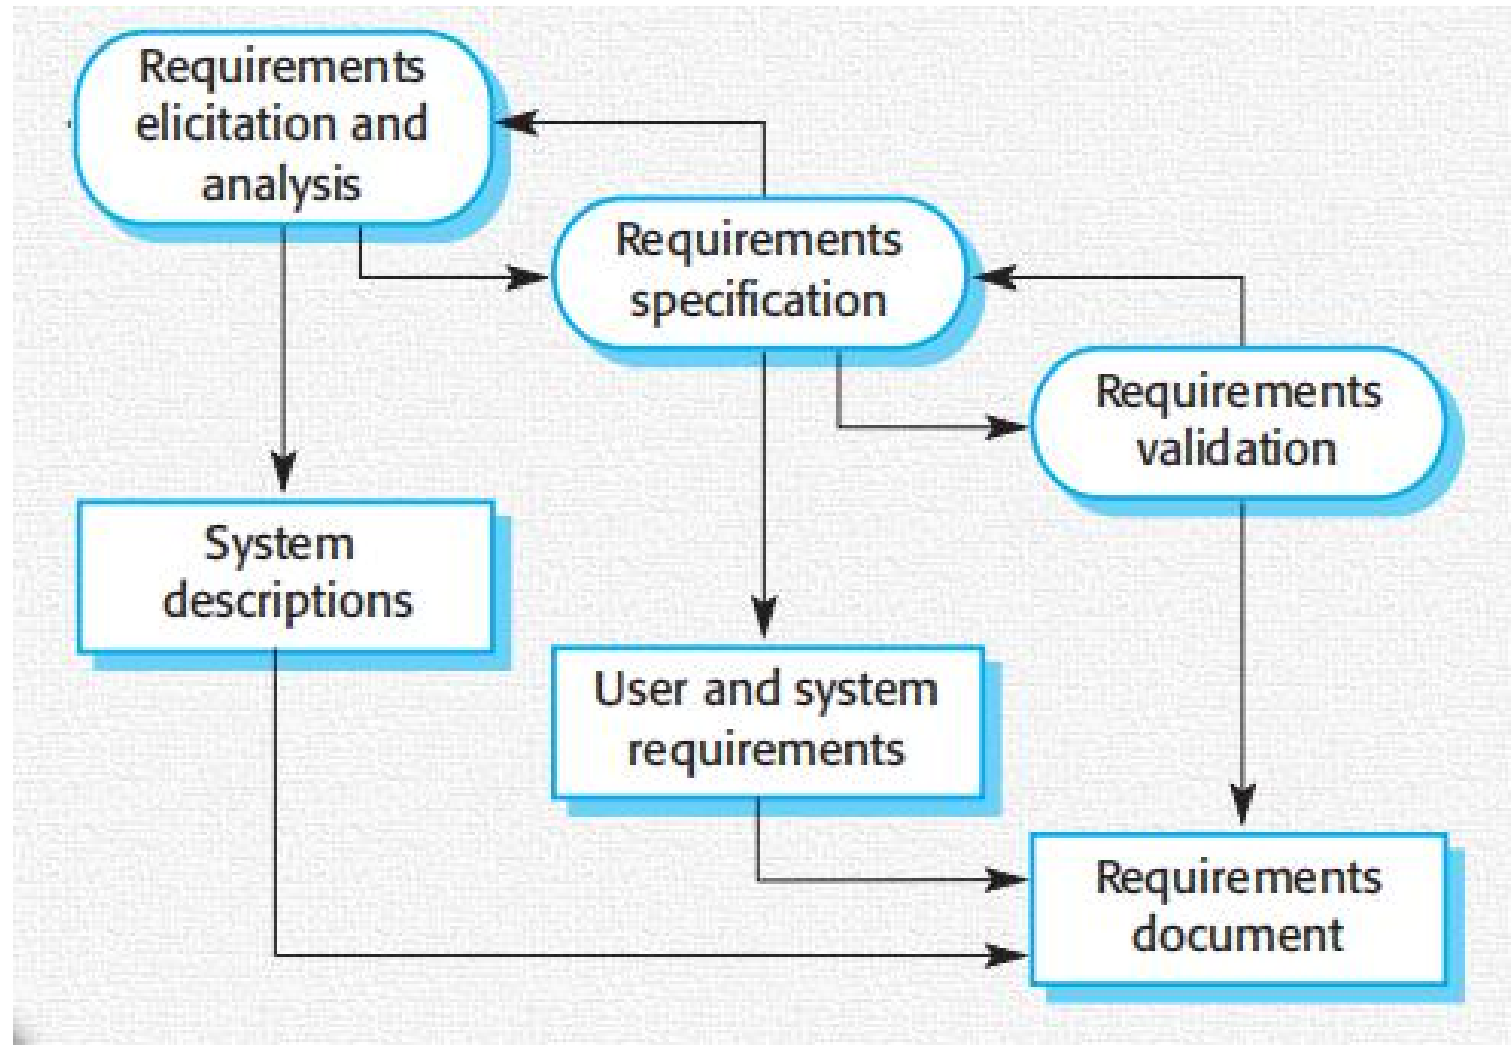 Requirements
elicitation and
analysis
Requirements
specification
Requirements
validation
System
descriptions
User and system
requirements
Requirements
document